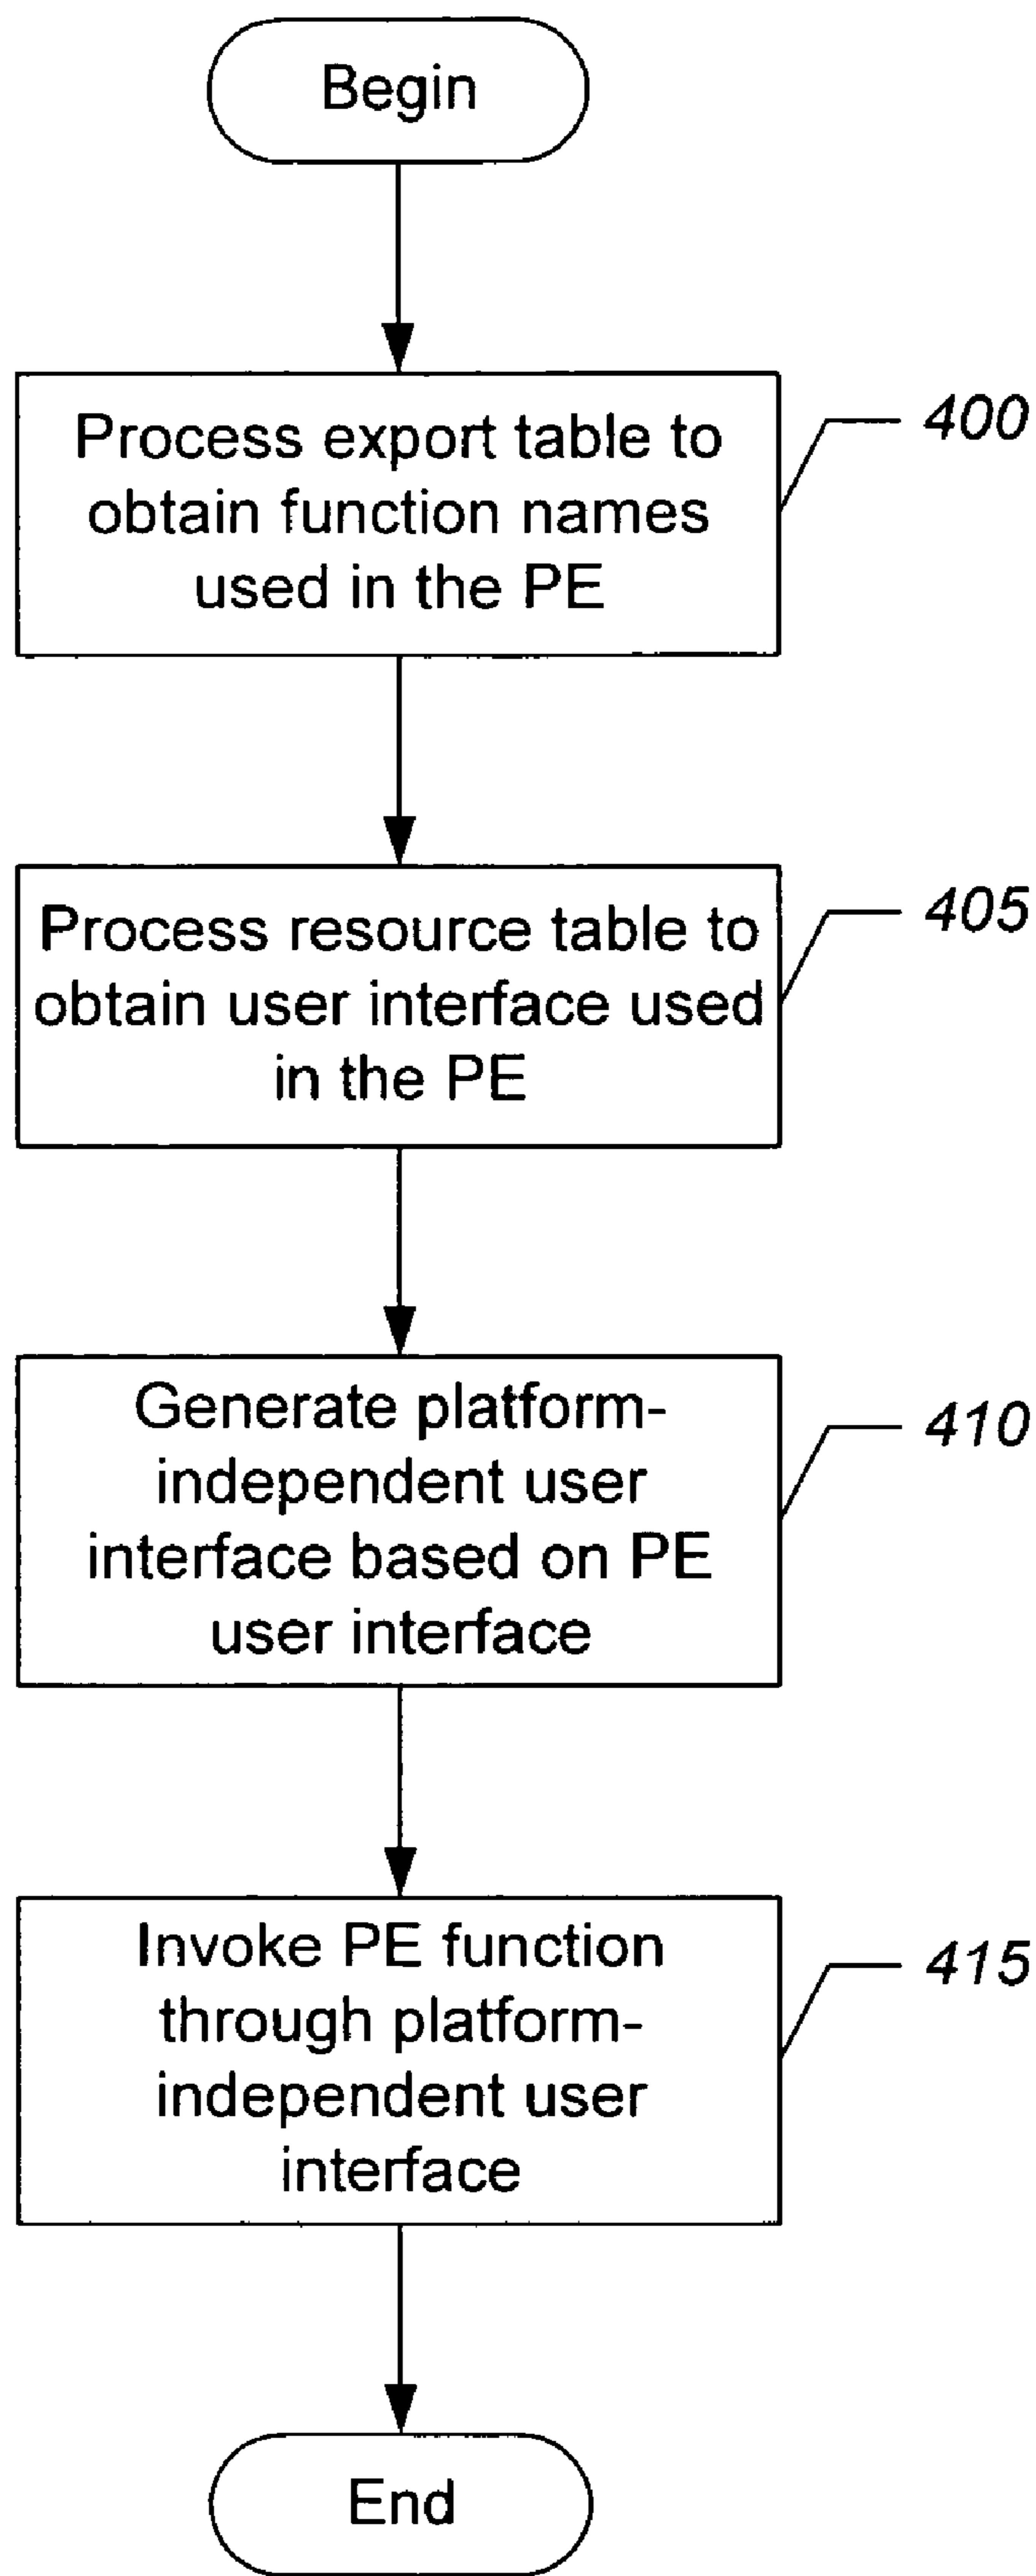 Begin
Process export table to
obtain function names
used in the PE
400
Process resource table to
obtain user interface used
in the PE
405
Generate platform-
independent user
interface based on PE
user interface
410
Invoke PE function
through platform-
independent user
interface
415
End